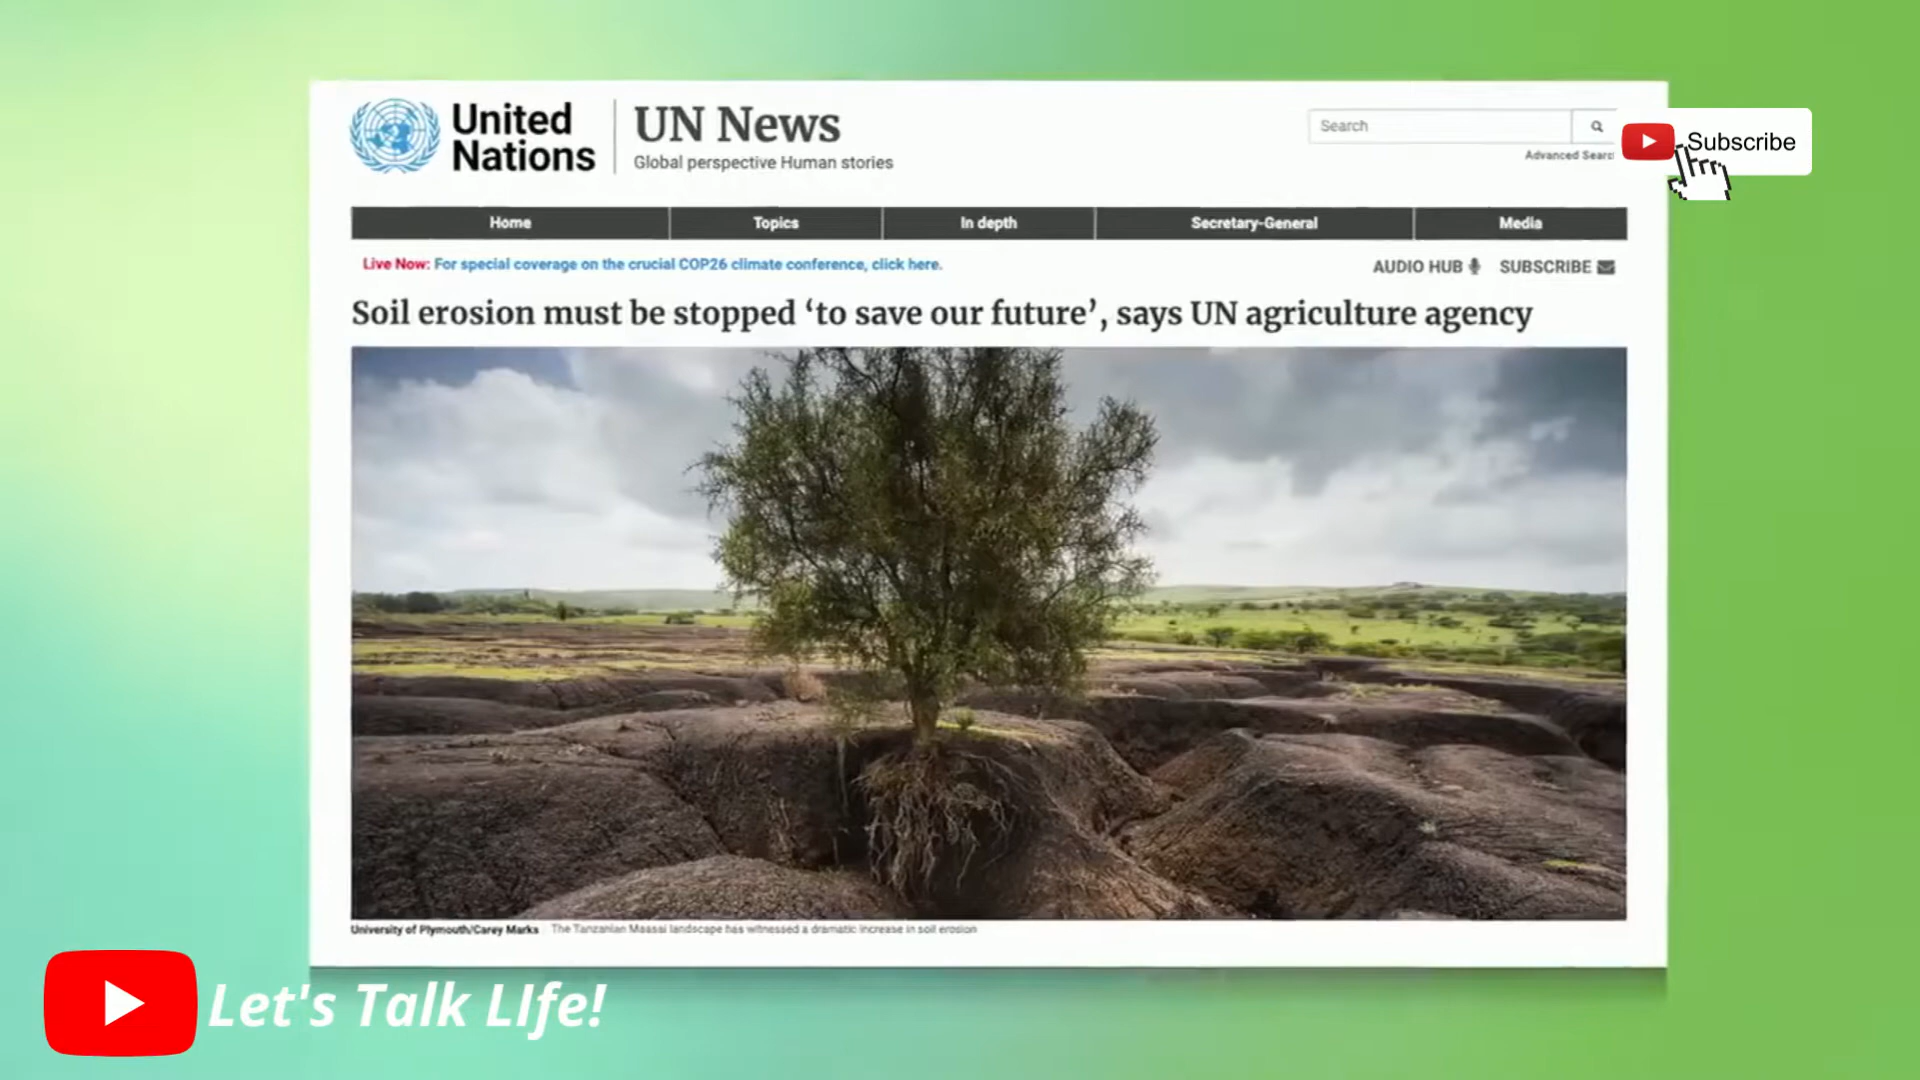 United
Nations
UN News
Global perspective Human stories
Search
Advanced Searc
Subscribe
Home
Topics
In depth
Secretary-General
Media
Live Now: For special coverage on the crucial COP26 climate conference, click here.
AUDIO HUB
SUBSCRIBE
Soil erosion must be stopped ‘to save our future’, says UN agriculture agency
University of Plymouth/Carey Marks The Tanzanian Maasai landscape has witnessed a dramatic increase in soil erosion
Let's Talk LIfe!